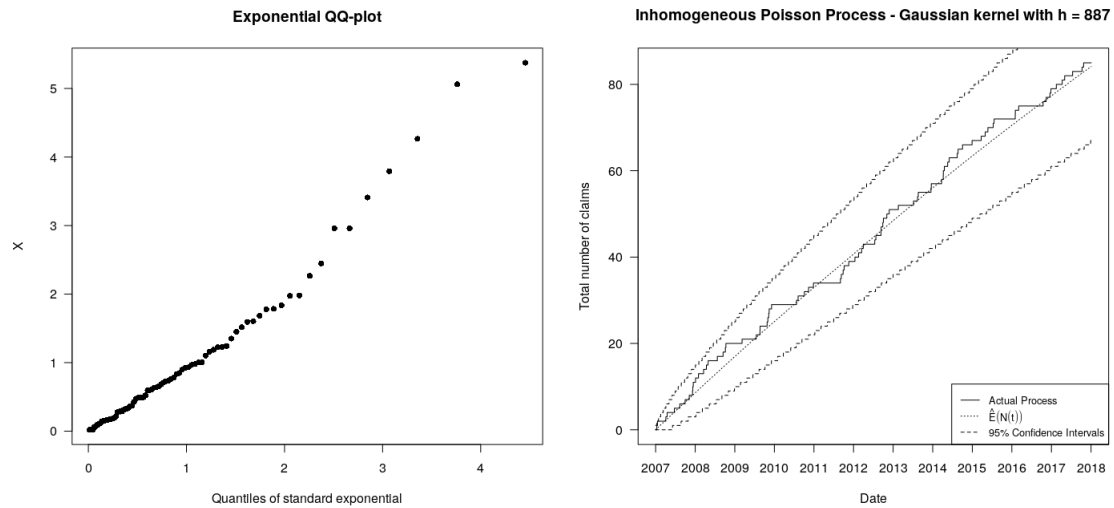 Exponential QQ-plot
X
5
4
3
2
1
0
0 1 2 3 4
Quantiles of standard exponential
Inhomogeneous Poisson Process - Gaussian kernel with h = 887
Total number of claims
80
60
40
20
0
Actual Process
Ê(N(t))
95% Confidence Intervals
2007 2008 2009 2010 2011 2012 2013 2014 2015 2016 2017 2018
Date